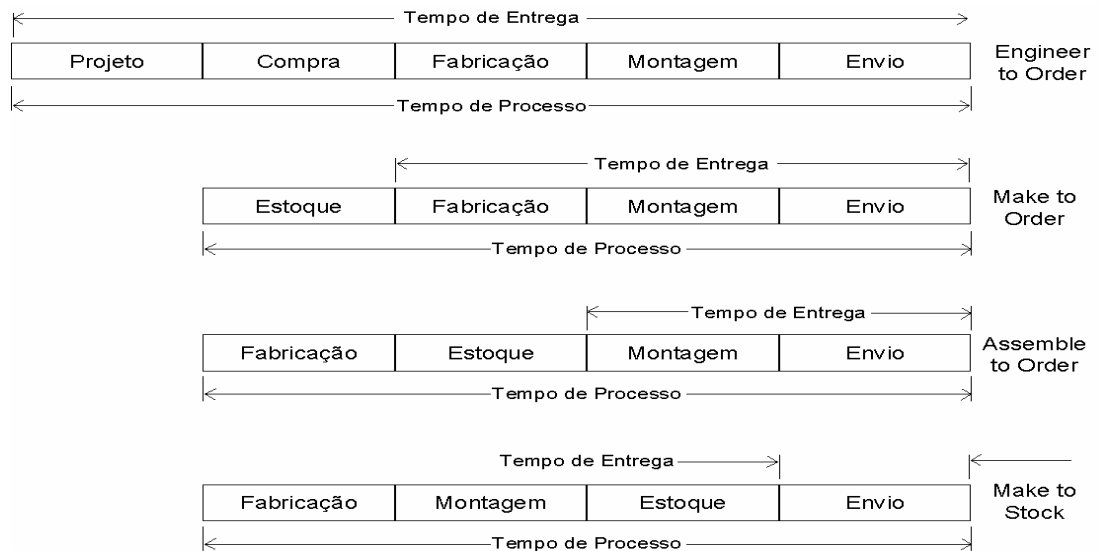 Tempo de Entrega
Projeto Compra Fabricação Montagem Envio
Engineer
to Order
Tempo de Processo
Tempo de Entrega
Estoque Fabricação Montagem Envio
Make to
Order
Tempo de Processo
Tempo de Entrega
Fabricação Estoque Montagem Envio
Assemble
to Order
Tempo de Processo
Tempo de Entrega
Fabricação Montagem Estoque Envio
Make to
Stock
Tempo de Processo